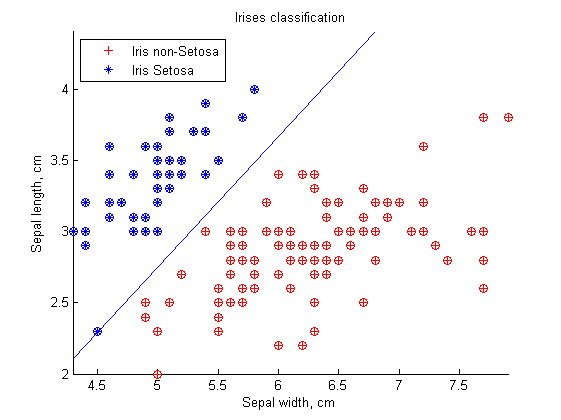 Irises classification
Iris non-Setosa
Iris Setosa
Sepal length, cm
4
3.5
3
2.5
2
4.5
5
5.5
6
6.5
7
7.5
Sepal width, cm